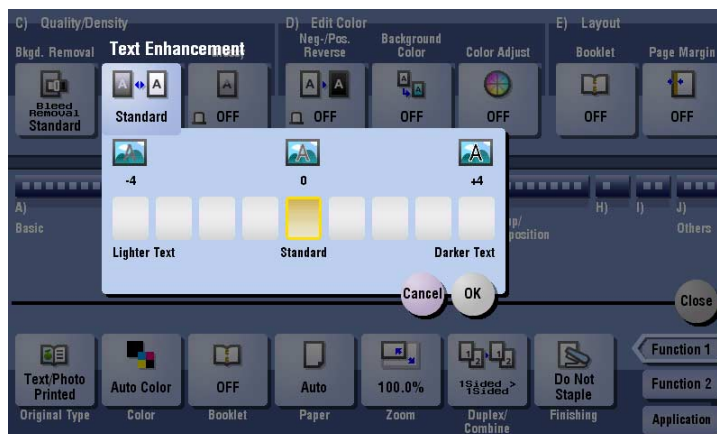 C) Quality/Density
D) Edit Color
E) Layout
Bkgd. Removal
Text Enhancement
Neg-/Pos.
Reverse
Background
Color
Color Adjust
Booklet
Page Margin
Bleed
Removal
Standard
Standard
OFF
OFF
OFF
OFF
OFF
OFF
-4
0
+4
A)
Basic
H)
I)
J)
Others
Lighter Text
Standard
Darker Text
Cancel
OK
Close
Text/Photo
Printed
Auto Color
OFF
Auto
100.0%
1Sided >
1Sided
Do Not
Staple
Function 1
Function 2
Application
Original Type
Color
Booklet
Paper
Zoom
Duplex/
Combine
Finishing